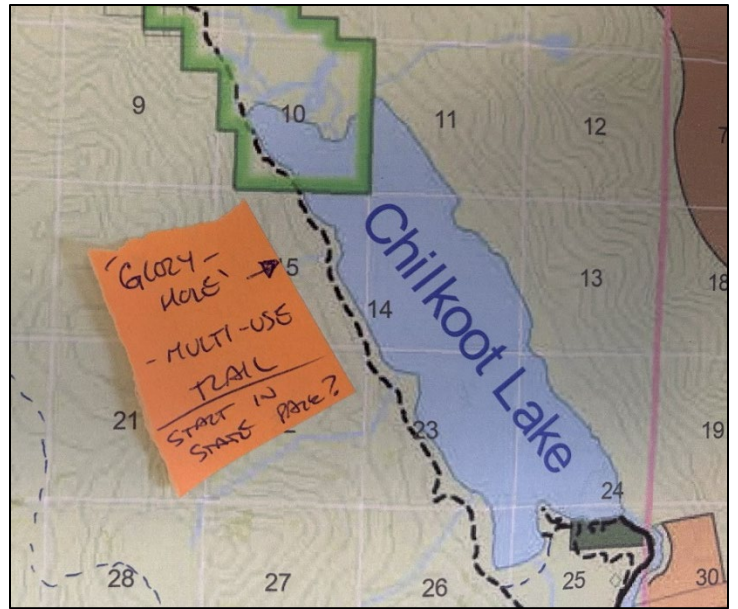 10
11
9
12
7
"GLORY-
HOLE"
5
13
18
14
- MULTI-USE
TRAIL
START IN
STATE PARK?
Chilkoot Lake
21
23
19
24
28
27
26
25
30